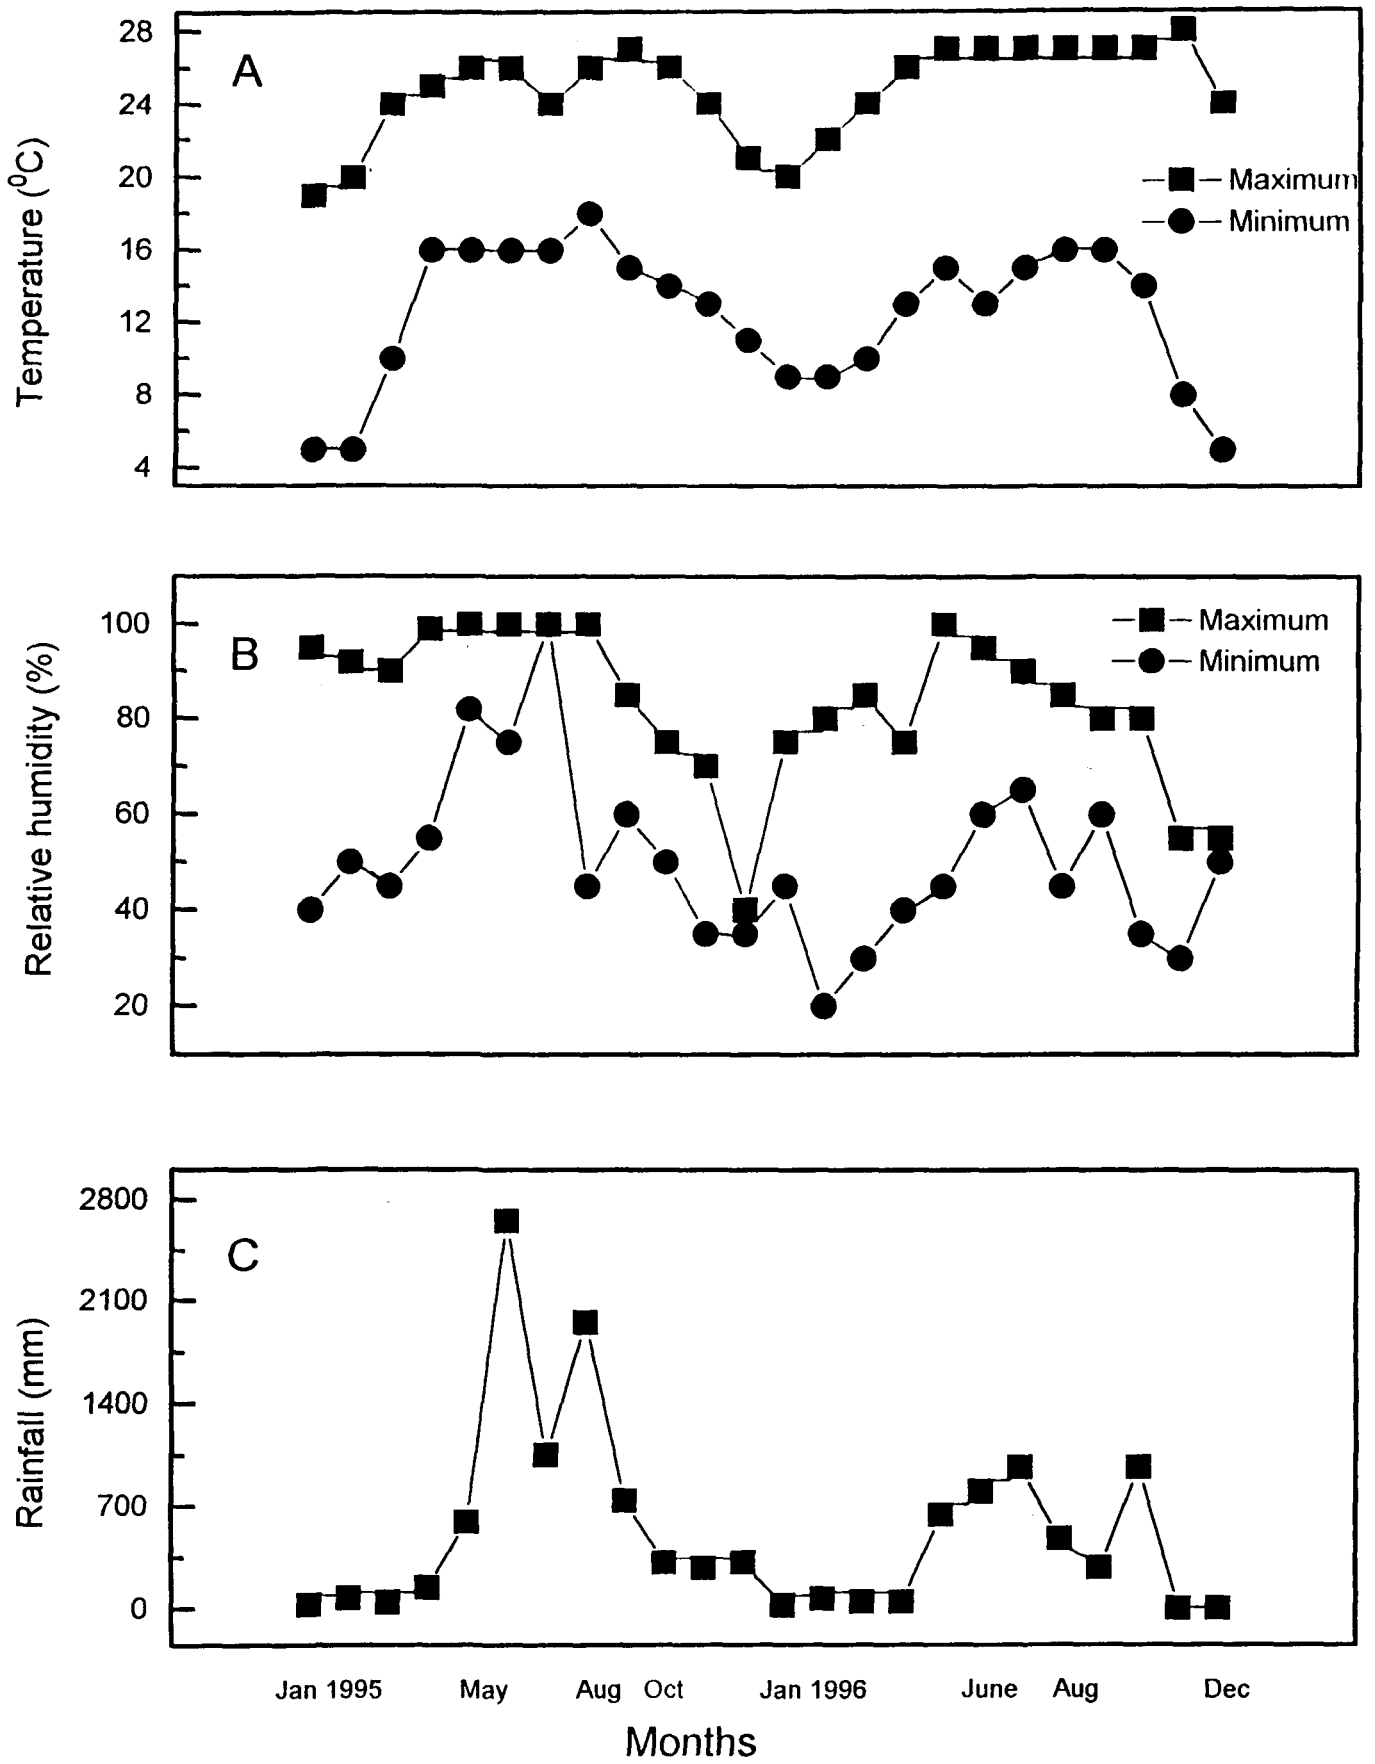 A
Temperature (⁰C)
28
24
20
16
12
8
4
Maximum
Minimum
B
Relative humidity (%)
100
80
60
40
20
Maximum
Minimum
C
Rainfall (mm)
2800
2100
1400
700
0
Jan 1995 May Aug Oct Jan 1996 June Aug Dec
Months